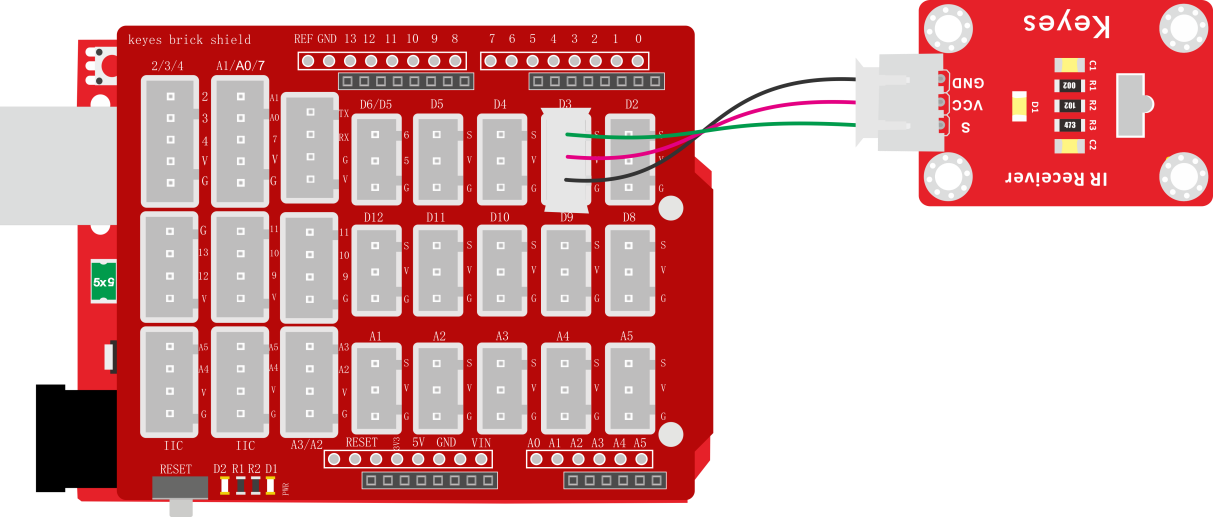 keyes brick shield
REF GND 13 12 11 10 9 8
7 6 5 4 3 2 1 0
2/3/4
A1/A0/7
2
3
4
V
G
A1
A0
7
V
G
TX
RX
G
V
D6/D5
D5
D4
D3
D2
6
5
G
S
V
G
S
V
G
S
V
G
S
V
G
D12
D11
D10
D9
D8
G
13
12
V
11
10
9
V
11
10
9
G
S
V
G
S
V
G
S
V
G
S
V
G
S
V
G
A1
A2
A3
A4
A5
A5
A4
V
G
A5
A4
V
G
A3
A2
V
G
S
V
G
S
V
G
S
V
G
S
V
G
S
V
G
IIC
IIC
A3/A2
RESET 3V3 5V GND VIN
A0 A1 A2 A3 A4 A5
RESET
D2 R1 R2 D1
PWR
5x5
Keyes
GND
VCC
S
D1
C1
R1
R2
R3
C2
002
102
473
IR Receiver